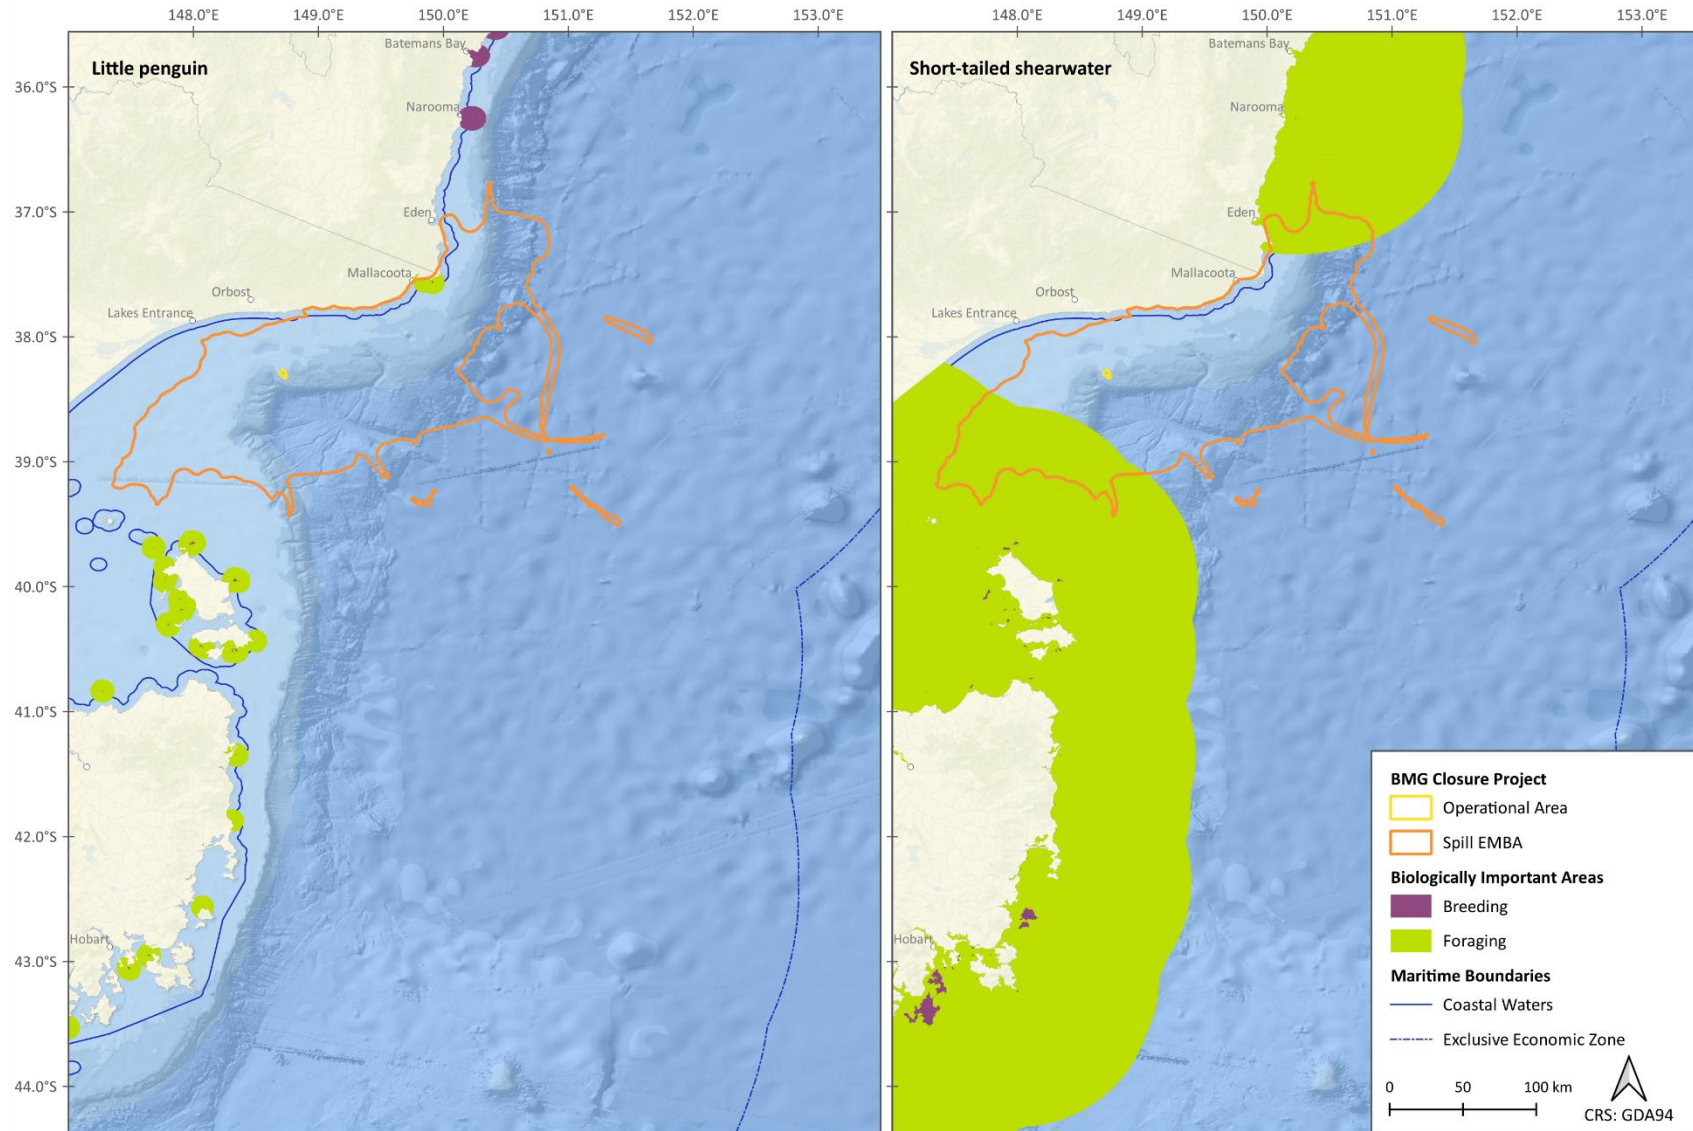 148.0°E 149.0°E 150.0°E 151.0°E 152.0°E 153.0°E 148.0°E 149.0°E 150.0°E 151.0°E 152.0°E 153.0°E
Little penguin
Batemans Bay
36.0°S
Narooma
37.0°S
Eden
Mallacoota
Orbost
Lakes Entrance
38.0°S
39.0°S
40.0°S
41.0°S
42.0°S
Hobart
43.0°S
44.0°S
Short-tailed shearwater
Batemans Bay
Narooma
Eden
Mallacoota
Orbost
Lakes Entrance
Hobart
BMG Closure Project
Operational Area
Spill EMBA
Biologically Important Areas
Breeding
Foraging
Maritime Boundaries
Coastal Waters
Exclusive Economic Zone
0 50 100 km
CRS: GDA94